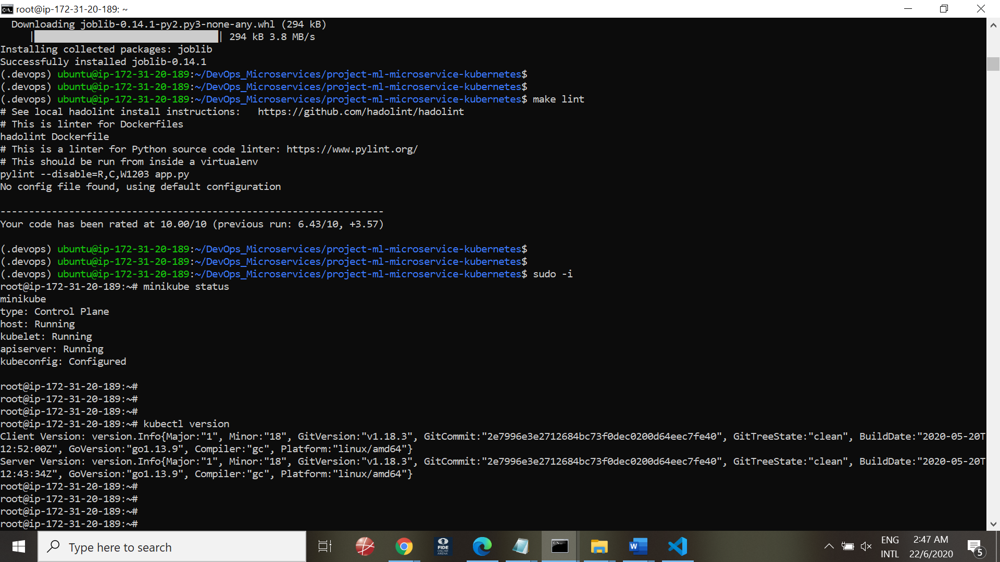 root@ip-172-31-20-189: ~
Downloading joblib-0.14.1-py2.py3-none-any.whl (294 kB)
|████████████████████████████████| 294 kB 3.8 MB/s
Installing collected packages: joblib
Successfully installed joblib-0.14.1
(.devops) ubuntu@ip-172-31-20-189:~/DevOps_Microservices/project-ml-microservice-kubernetes$
(.devops) ubuntu@ip-172-31-20-189:~/DevOps_Microservices/project-ml-microservice-kubernetes$
(.devops) ubuntu@ip-172-31-20-189:~/DevOps_Microservices/project-ml-microservice-kubernetes$ make lint
# See local hadolint install instructions:   https://github.com/hadolint/hadolint
# This is linter for Dockerfiles
hadolint Dockerfile
# This is a linter for Python source code linter: https://www.pylint.org/
# This should be run from inside a virtualenv
pylint --disable=R,C,W1203 app.py
No config file found, using default configuration
-------------------------------------------------------------------
Your code has been rated at 10.00/10 (previous run: 6.43/10, +3.57)
(.devops) ubuntu@ip-172-31-20-189:~/DevOps_Microservices/project-ml-microservice-kubernetes$
(.devops) ubuntu@ip-172-31-20-189:~/DevOps_Microservices/project-ml-microservice-kubernetes$
(.devops) ubuntu@ip-172-31-20-189:~/DevOps_Microservices/project-ml-microservice-kubernetes$ sudo -i
root@ip-172-31-20-189:~# minikube status
minikube
type: Control Plane
host: Running
kubelet: Running
apiserver: Running
kubeconfig: Configured
root@ip-172-31-20-189:~#
root@ip-172-31-20-189:~#
root@ip-172-31-20-189:~#
root@ip-172-31-20-189:~# kubectl version
Client Version: version.Info{Major:"1", Minor:"18", GitVersion:"v1.18.3", GitCommit:"2e7996e3e2712684bc73f0dec0200d64eec7fe40", GitTreeState:"clean", BuildDate:"2020-05-20T
12:52:00Z", GoVersion:"go1.13.9", Compiler:"gc", Platform:"linux/amd64"}
Server Version: version.Info{Major:"1", Minor:"18", GitVersion:"v1.18.3", GitCommit:"2e7996e3e2712684bc73f0dec0200d64eec7fe40", GitTreeState:"clean", BuildDate:"2020-05-20T
12:43:34Z", GoVersion:"go1.13.9", Compiler:"gc", Platform:"linux/amd64"}
root@ip-172-31-20-189:~#
root@ip-172-31-20-189:~#
root@ip-172-31-20-189:~#
root@ip-172-31-20-189:~#
Type here to search
FIDE
ONLINE
ARENA
W
ENG
INTL
2:47 AM
22/6/2020
5